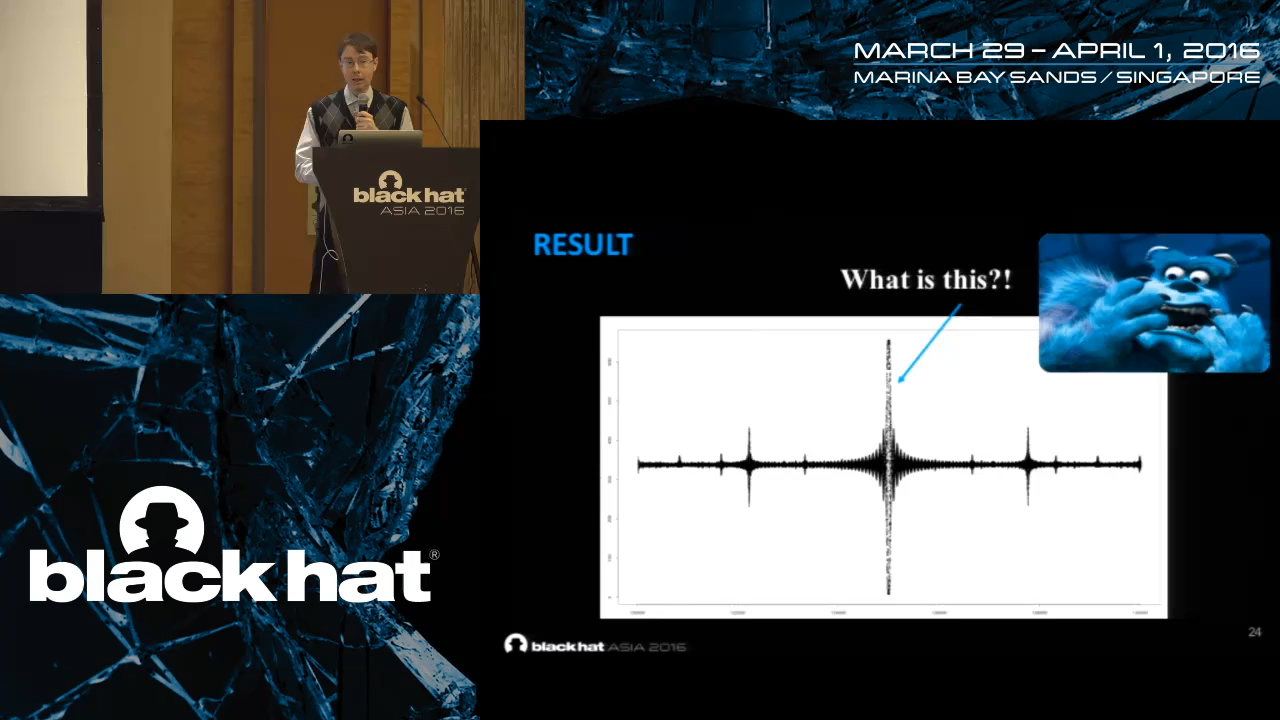 MARCH 29 – APRIL 1, 2016
MARINA BAY SANDS / SINGAPORE
black hat
ASIA 2016
RESULT
What is this?!
black hat®
black hat ASIA 2016
24